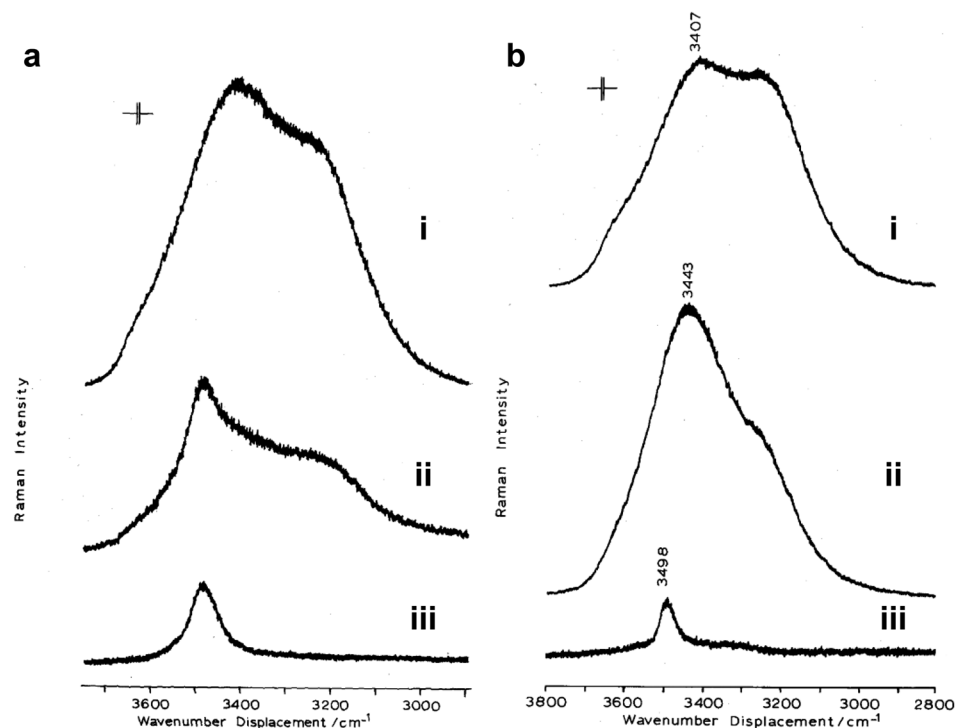 a
i
ii
iii
Raman Intensity
3600 3400 3200 3000
Wavenumber Displacement/cm⁻¹
b
3407
i
3443
ii
3498
iii
Raman Intensity
3800 3600 3400 3200 3000 2800
Wavenumber Displacement /cm⁻¹